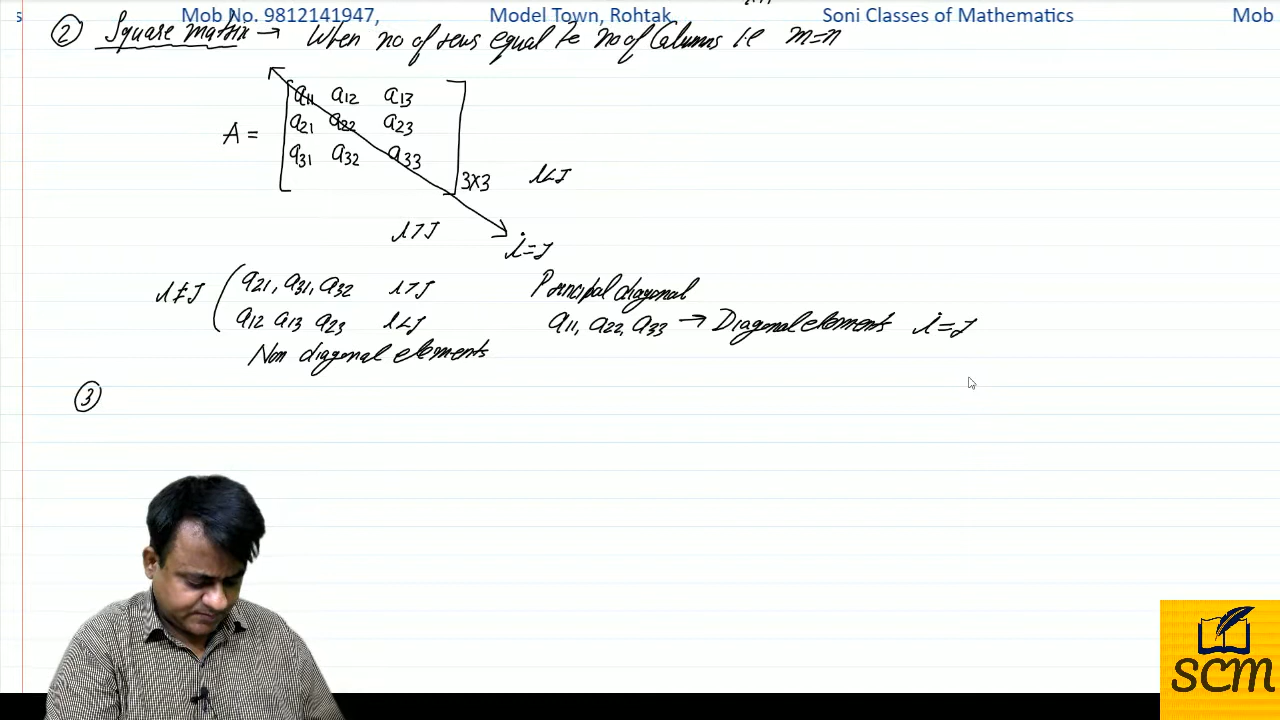 Mob No. 9812141947, Model Town, Rohtak Soni Classes of Mathematics Mob
② Square matrix → When no of rows equal to no of Columns i.e m=n
A = [a11 a12 a13
a21 a22 a23
a31 a32 a33] 3×3
i<J
i>J
i=J
i≠J ( a21, a31, a32 i>J
a12 a13 a23 i<J
Non diagonal elements
Principal diagonal
a11, a22, a33 → Diagonal elements i=J
③
SCM